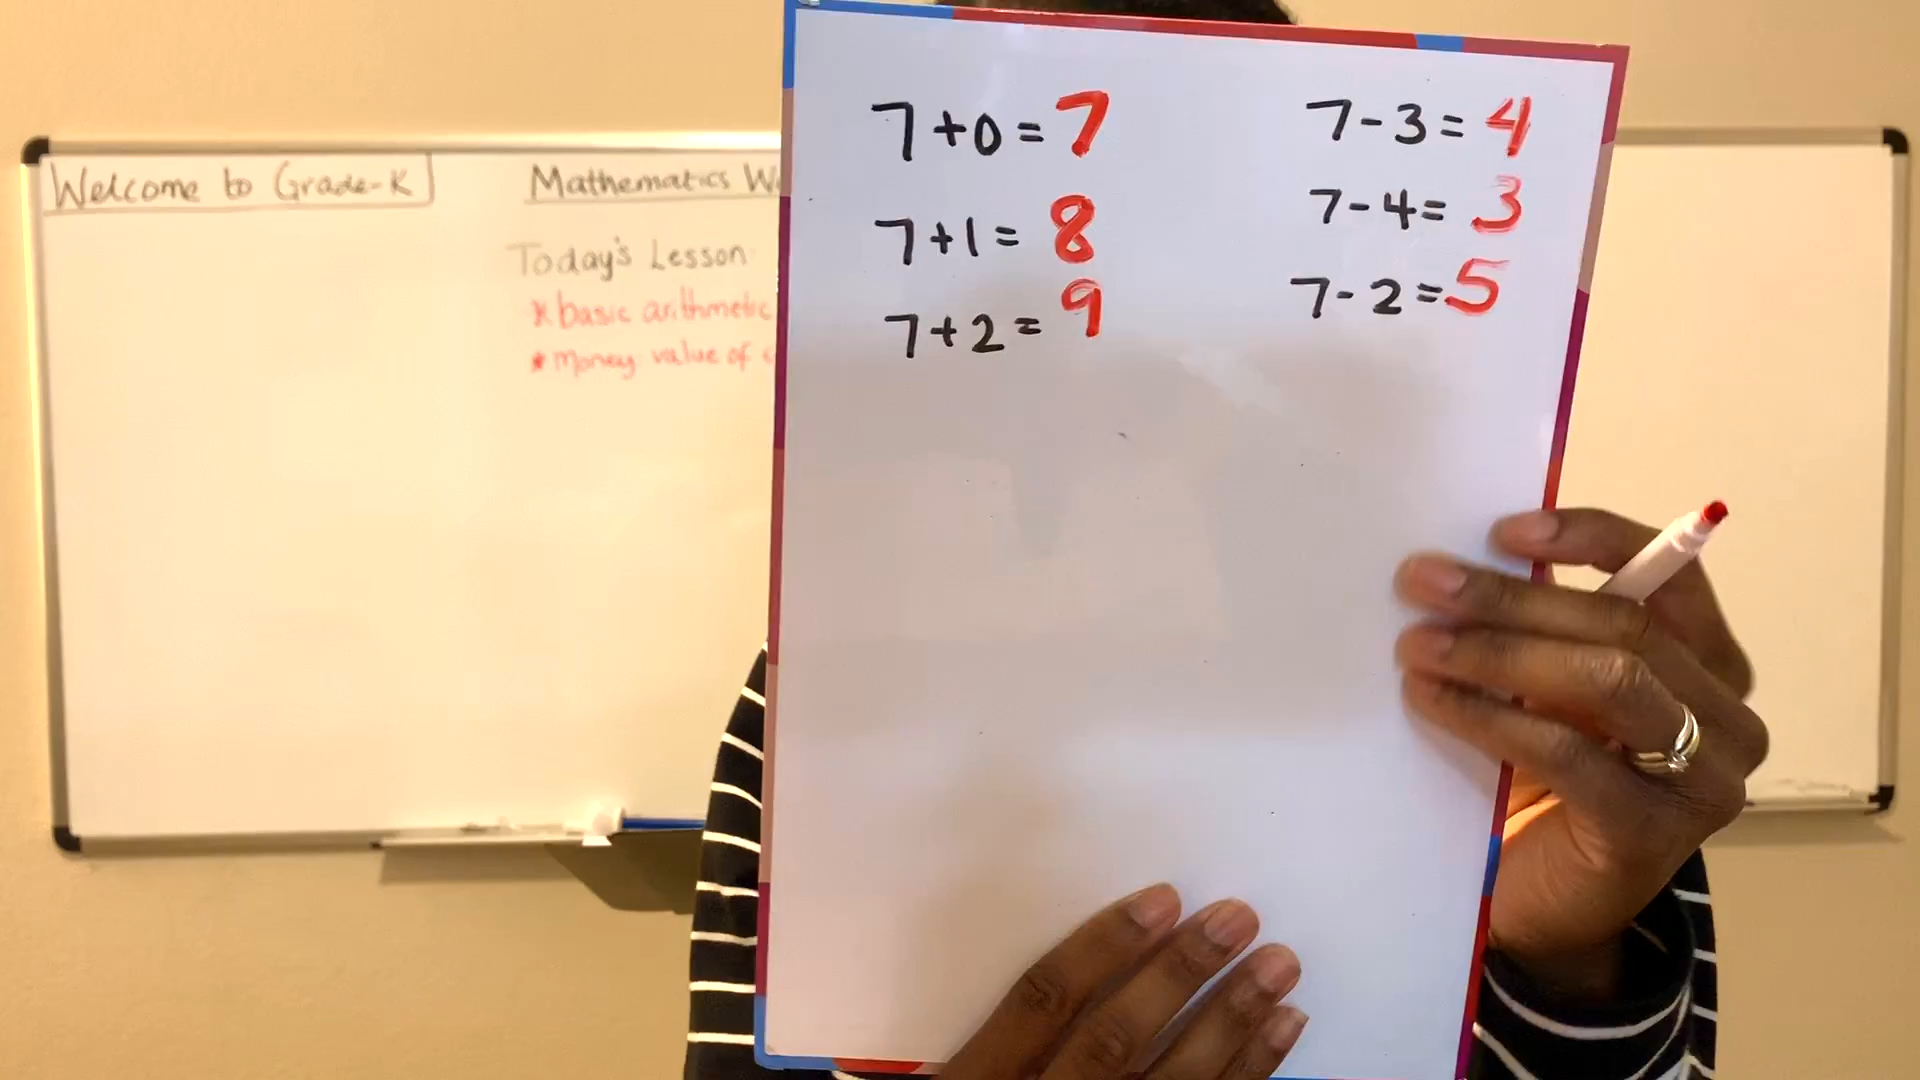 Welcome to Grade-K
Mathematics
Today's Lesson
* basic arithmetic
* Money value of
7+0=7
7+1=8
7+2=9
7-3=4
7-4=3
7-2=5